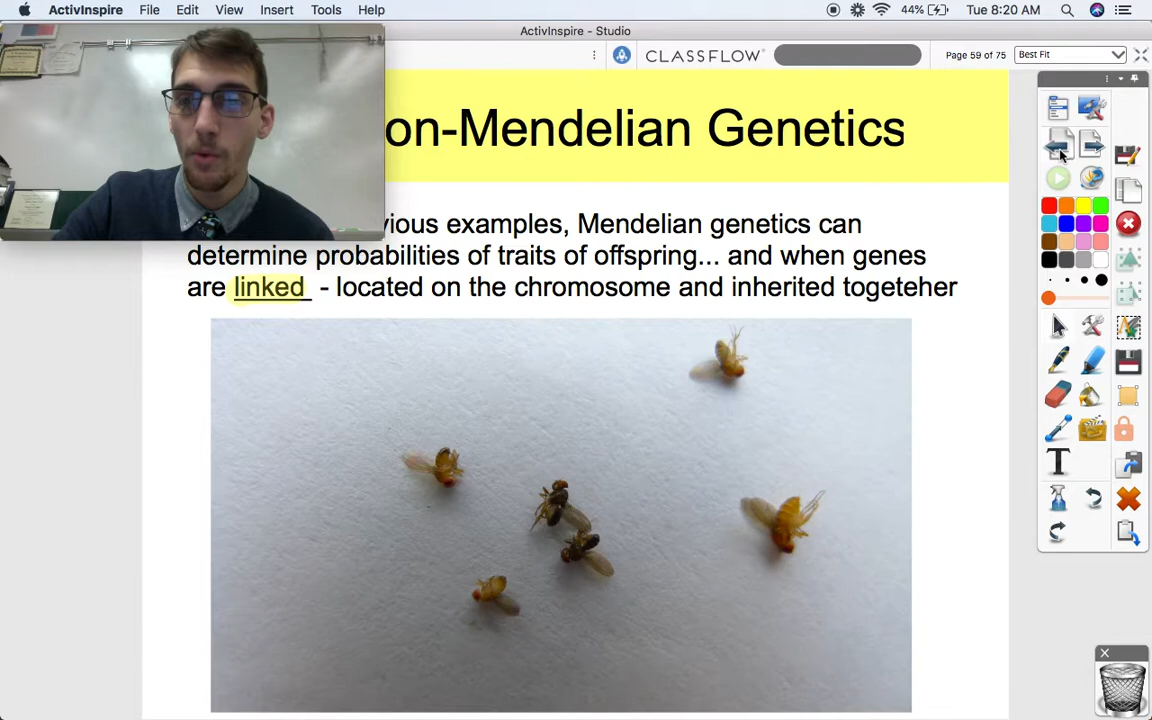 ActivInspire File Edit View Insert Tools Help 44% Tue 8:20 AM
ActivInspire - Studio
CLASSFLOW Page 59 of 75 Best Fit
on-Mendelian Genetics
vious examples, Mendelian genetics can
determine probabilities of traits of offspring... and when genes
are linked_ - located on the chromosome and inherited togeteher
T